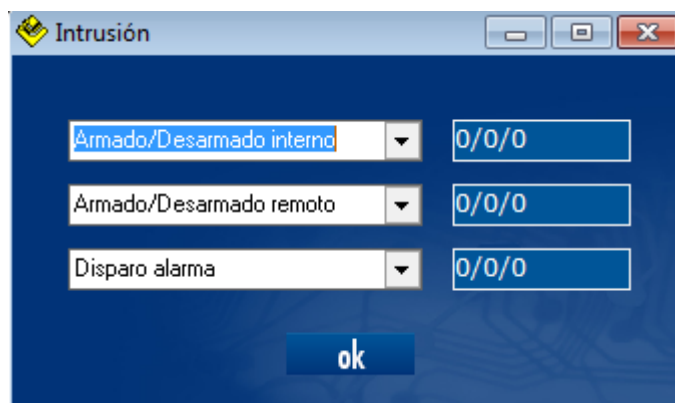 Intrusión
Armado/Desarmado interno 0/0/0
Armado/Desarmado remoto 0/0/0
Disparo alarma 0/0/0
ok